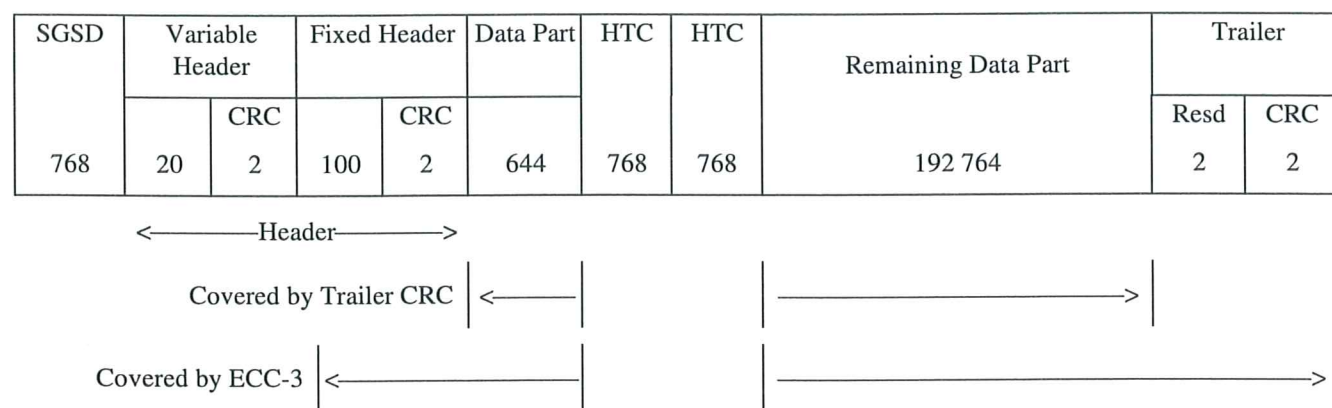 SGSD Variable Fixed Header Data Part HTC HTC Trailer
Header Remaining Data Part
CRC CRC Resd CRC
768 20 2 100 2 644 768 768 192 764 2 2
Header
Covered by Trailer CRC
Covered by ECC-3